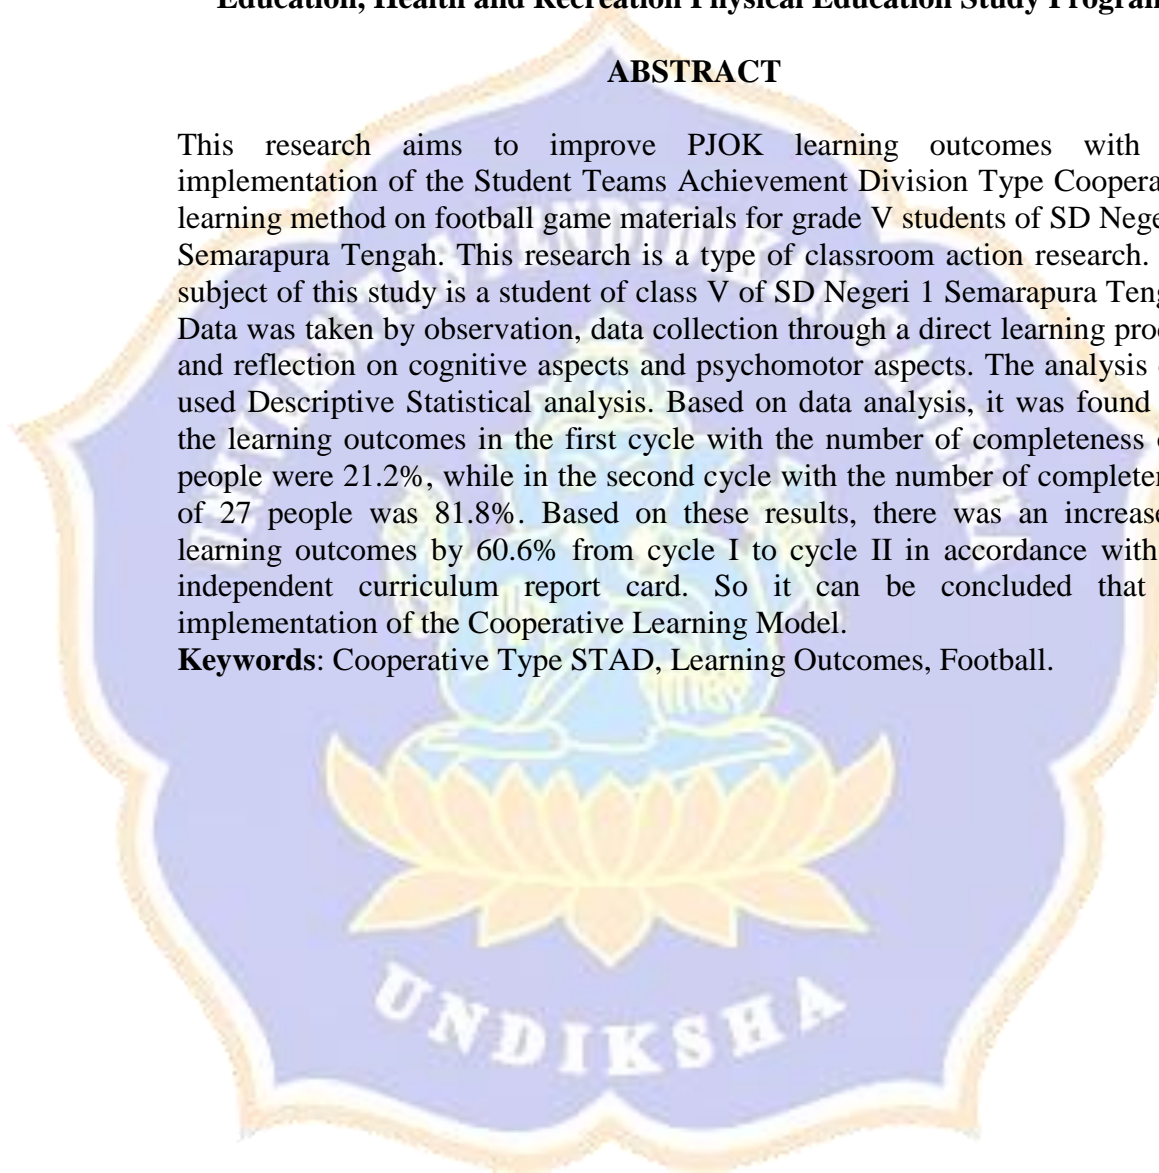 Education, Health and Recreation Physical Education Study Program
ABSTRACT
This research aims to improve PJOK learning outcomes with
implementation of the Student Teams Achievement Division Type Coopera
learning method on football game materials for grade V students of SD Nege
Semarapura Tengah. This research is a type of classroom action research.
subject of this study is a student of class V of SD Negeri 1 Semarapura Teng
Data was taken by observation, data collection through a direct learning proc
and reflection on cognitive aspects and psychomotor aspects. The analysis
used Descriptive Statistical analysis. Based on data analysis, it was found
the learning outcomes in the first cycle with the number of completeness
people were 21.2%, while in the second cycle with the number of completen
of 27 people was 81.8%. Based on these results, there was an increase
learning outcomes by 60.6% from cycle I to cycle II in accordance with
independent curriculum report card. So it can be concluded that
implementation of the Cooperative Learning Model.
Keywords: Cooperative Type STAD, Learning Outcomes, Football.
UNIVERSITAS PENDIDIKAN GANESHA
UNDIKSHA